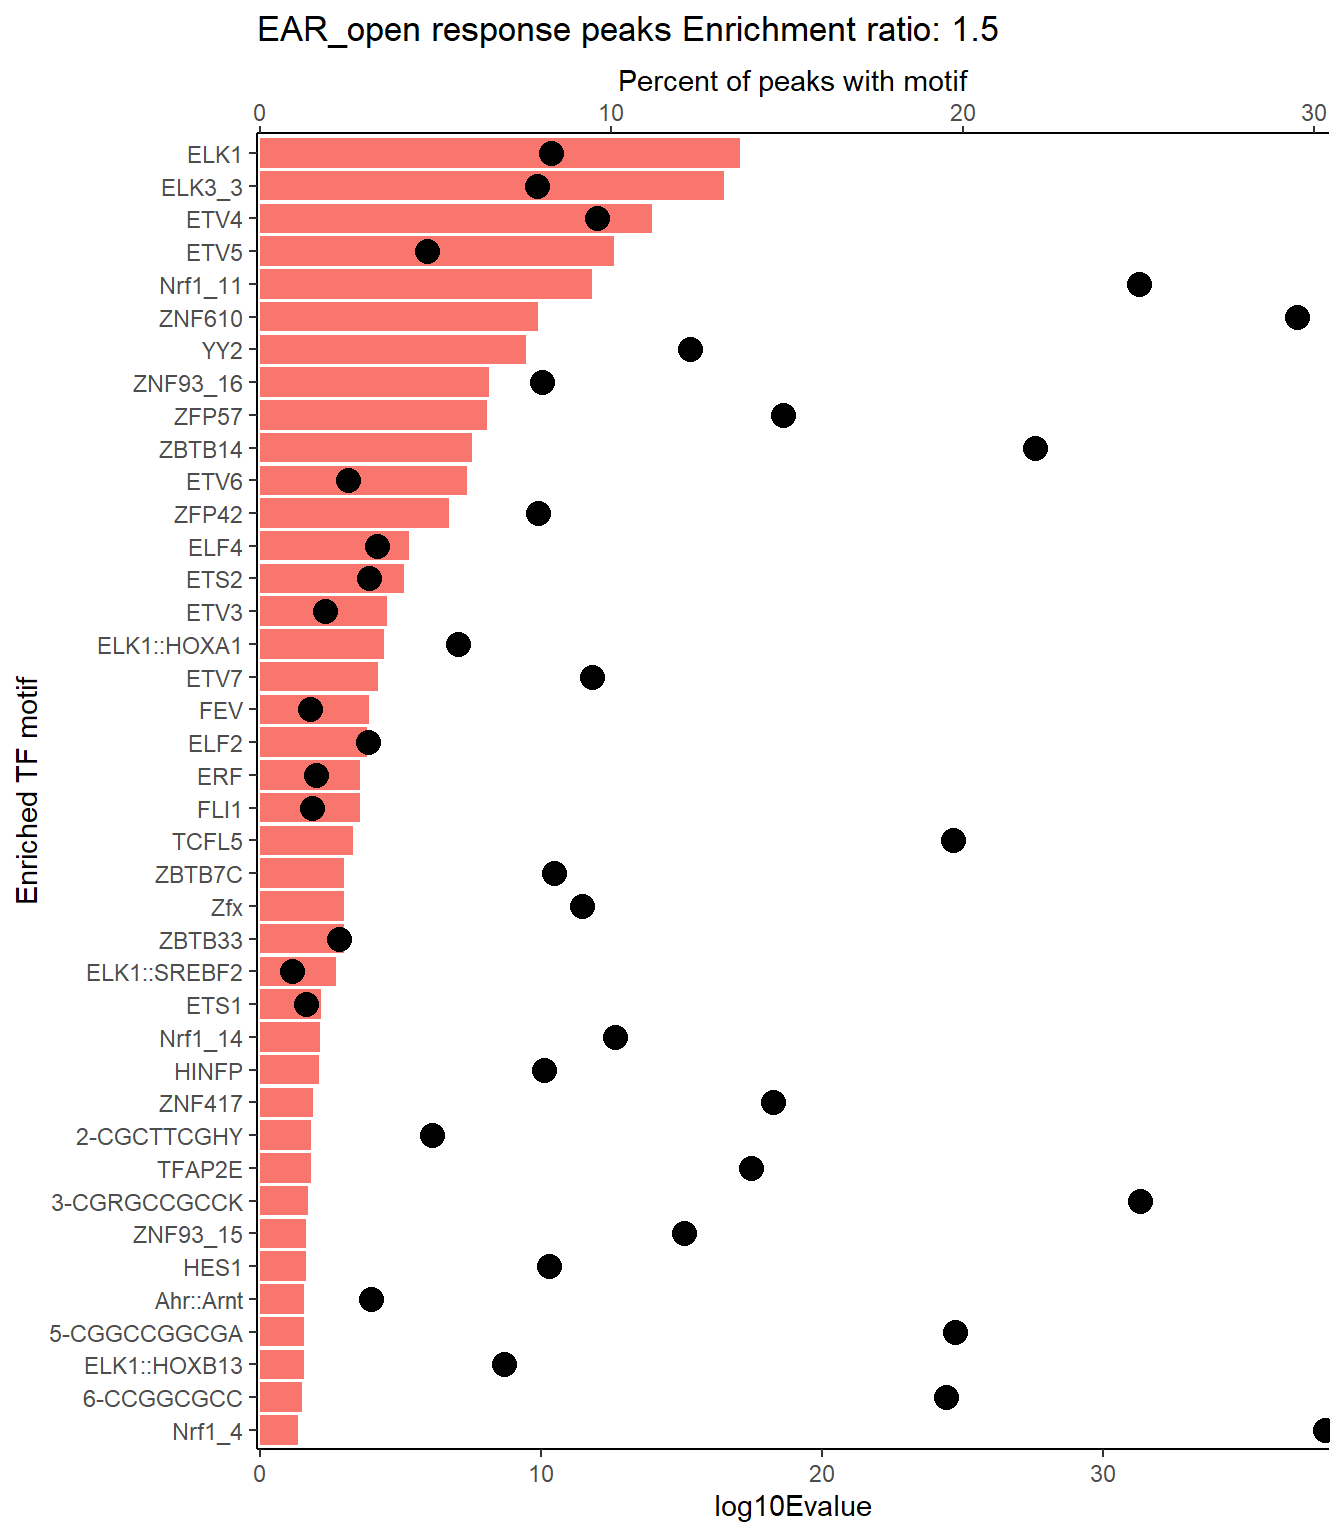 EAR_open response peaks Enrichment ratio: 1.5
Percent of peaks with motif
0 10 20 30
ELK1
ELK3_3
ETV4
ETV5
Nrf1_11
ZNF610
YY2
ZNF93_16
ZFP57
ZBTB14
ETV6
ZFP42
ELF4
ETS2
ETV3
ELK1::HOXA1
ETV7
FEV
ELF2
ERF
FLI1
TCFL5
ZBTB7C
Zfx
ZBTB33
ELK1::SREBF2
ETS1
Nrf1_14
HINFP
ZNF417
2-CGCTTCGHY
TFAP2E
3-CGRGCCGCCK
ZNF93_15
HES1
Ahr::Arnt
5-CGGCCGGCGA
ELK1::HOXB13
6-CCGGCGCC
Nrf1_4
Enriched TF motif
0 10 20 30
log10Evalue